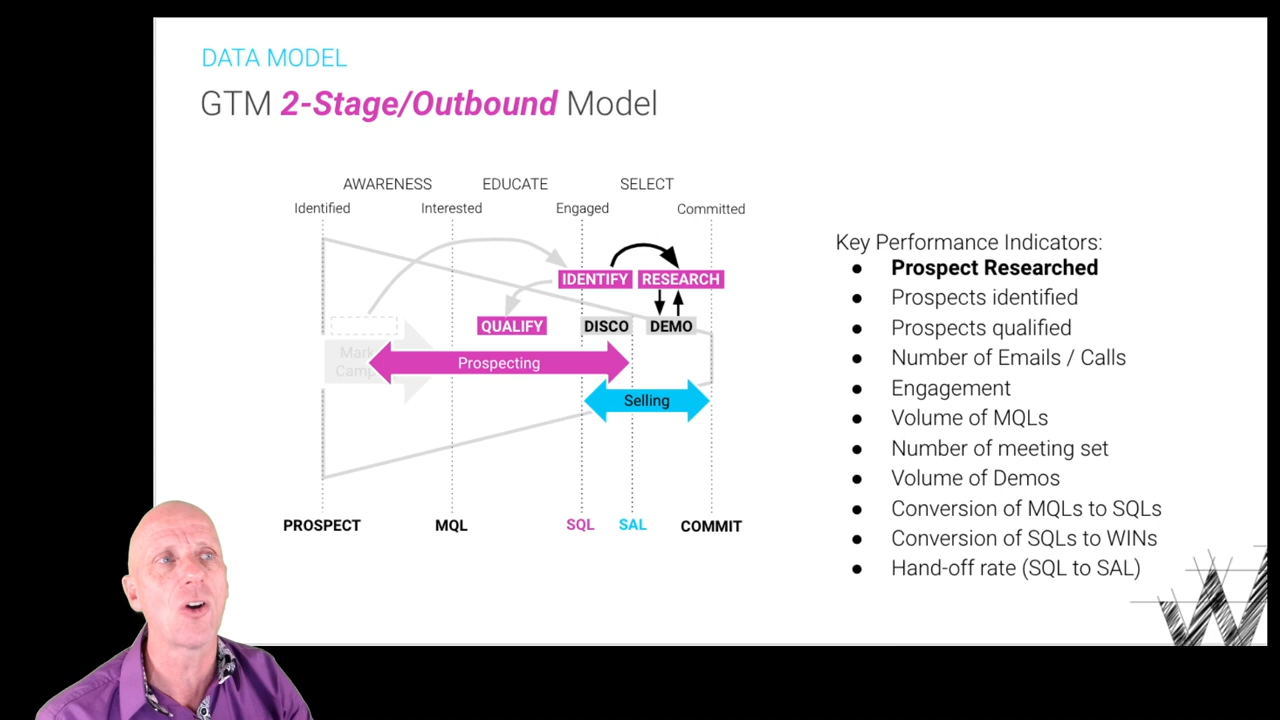 DATA MODEL
GTM 2-Stage/Outbound Model
AWARENESS EDUCATE SELECT
Identified Interested Engaged Committed
IDENTIFY RESEARCH
QUALIFY DISCO DEMO
Mark
Camp
Prospecting
Selling
PROSPECT MQL SQL SAL COMMIT
Key Performance Indicators:
● Prospect Researched
● Prospects identified
● Prospects qualified
● Number of Emails / Calls
● Engagement
● Volume of MQLs
● Number of meeting set
● Volume of Demos
● Conversion of MQLs to SQLs
● Conversion of SQLs to WINs
● Hand-off rate (SQL to SAL)
W